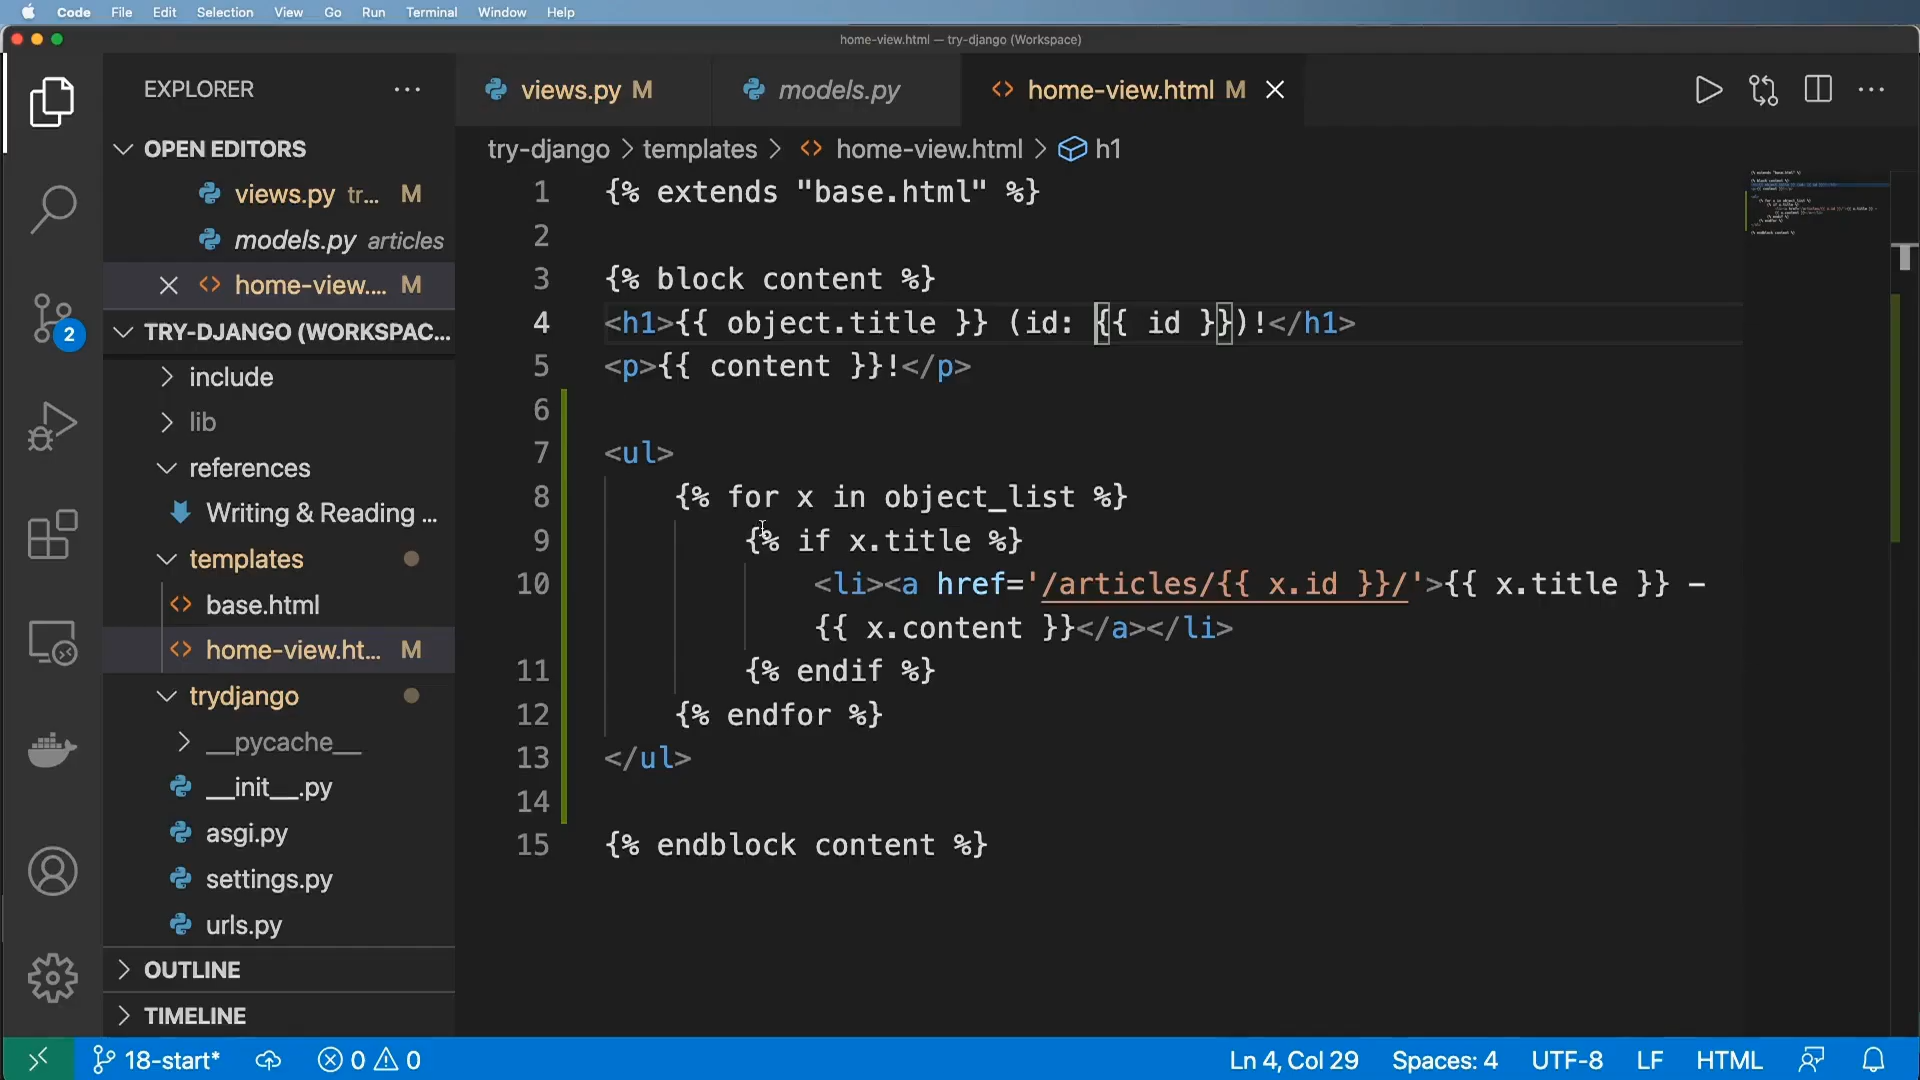 Code File Edit Selection View Go Run Terminal Window Help
home-view.html — try-django (Workspace)
EXPLORER
OPEN EDITORS
views.py tr... M
models.py articles
home-view.... M
TRY-DJANGO (WORKSPAC...
include
lib
references
Writing & Reading ...
templates
base.html
home-view.ht... M
trydjango
__pycache__
__init__.py
asgi.py
settings.py
urls.py
OUTLINE
TIMELINE
2
views.py M
models.py
home-view.html M
try-django > templates > home-view.html > h1
1 {% extends "base.html" %}
2
3 {% block content %}
4 <h1>{{ object.title }} (id: {{ id }})!</h1>
5 <p>{{ content }}!</p>
6
7 <ul>
8 {% for x in object_list %}
9 {% if x.title %}
10 <li><a href='/articles/{{ x.id }}/'>{{ x.title }} -
{{ x.content }}</a></li>
11 {% endif %}
12 {% endfor %}
13 </ul>
14
15 {% endblock content %}
18-start* 0 0 Ln 4, Col 29 Spaces: 4 UTF-8 LF HTML